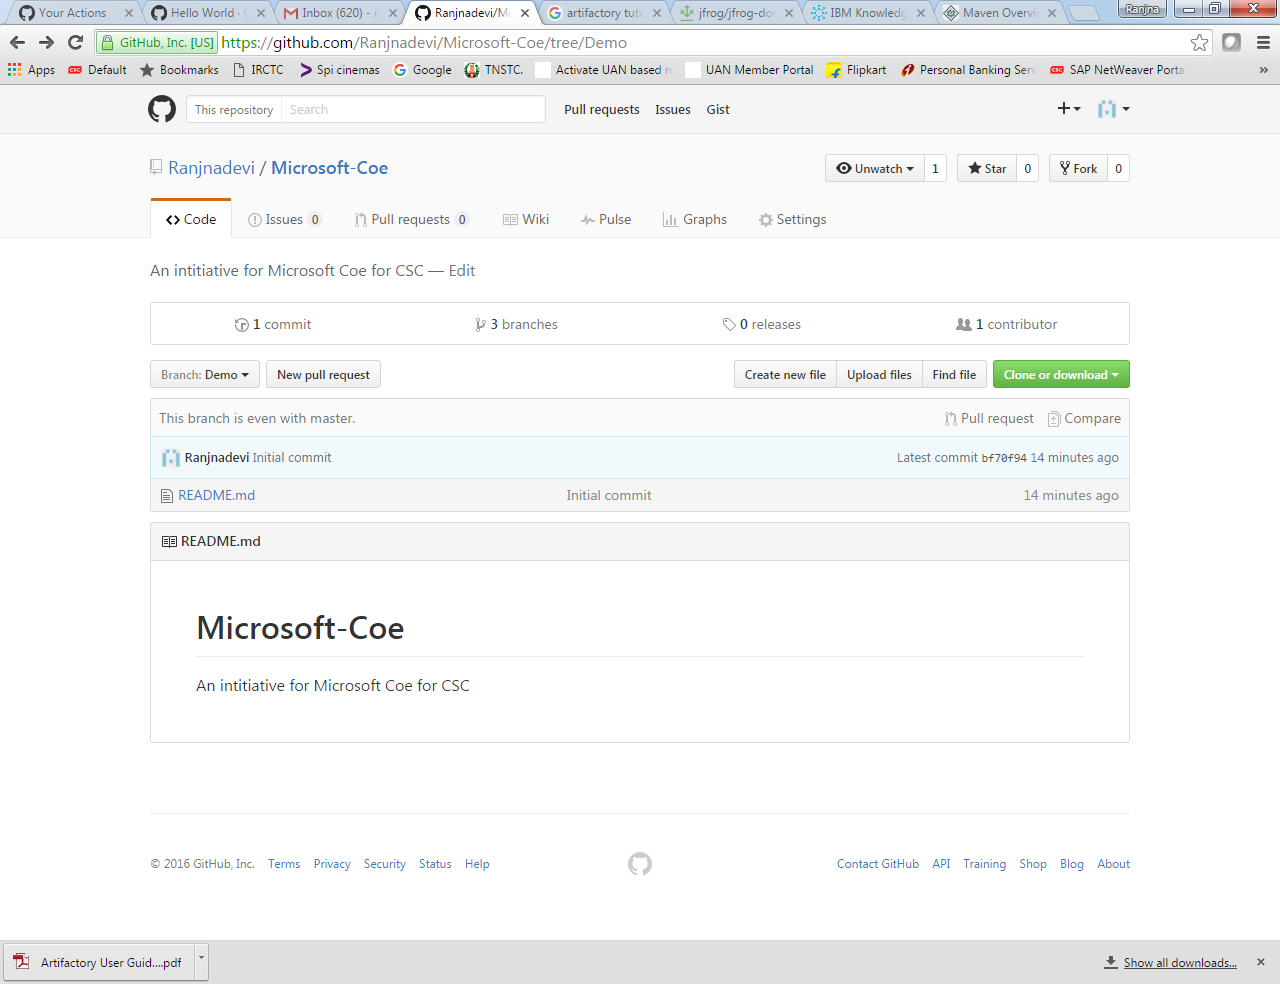 Your Actions
Hello World · 
Inbox (620) - 
Ranjnadevi/Mi
artifactory tuto
jfrog/jfrog-do
IBM Knowledg
Maven Overvi
Ranjna
GitHub, Inc. [US] https://github.com/Ranjnadevi/Microsoft-Coe/tree/Demo
Apps Default Bookmarks IRCTC Spi cinemas Google TNSTC. Activate UAN based r UAN Member Portal Flipkart Personal Banking Serv SAP NetWeaver Porta »
This repository Search Pull requests Issues Gist
Ranjnadevi / Microsoft-Coe Unwatch 1 Star 0 Fork 0
Code Issues 0 Pull requests 0 Wiki Pulse Graphs Settings
An intitiative for Microsoft Coe for CSC — Edit
1 commit 3 branches 0 releases 1 contributor
Branch: Demo New pull request Create new file Upload files Find file Clone or download
This branch is even with master. Pull request Compare
Ranjnadevi Initial commit Latest commit bf70f94 14 minutes ago
README.md Initial commit 14 minutes ago
README.md
Microsoft-Coe
An intitiative for Microsoft Coe for CSC
© 2016 GitHub, Inc. Terms Privacy Security Status Help Contact GitHub API Training Shop Blog About
Artifactory User Guid....pdf Show all downloads...